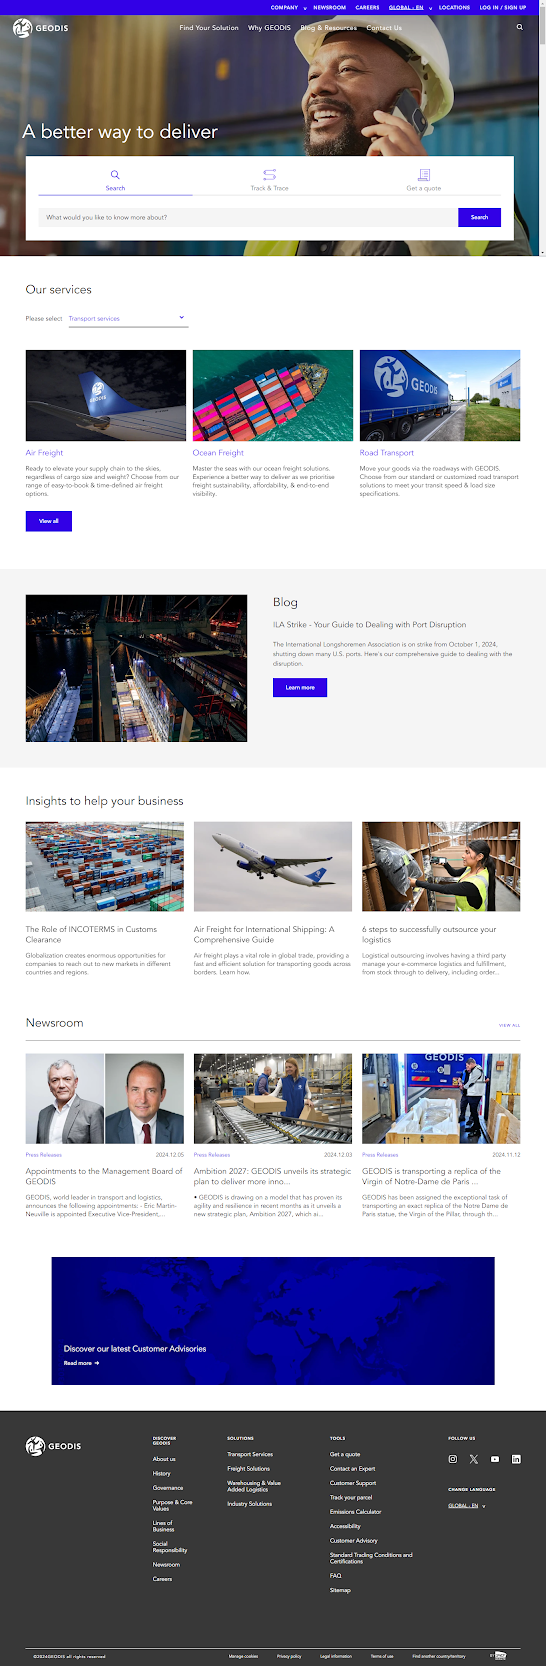 COMPANY NEWSROOM CAREERS GLOBAL - EN LOCATIONS LOG IN / SIGN UP
GEODIS Find Your Solution Why GEODIS Blog & Resources Contact Us
A better way to deliver
Search Track & Trace Get a quote
What would you like to know more about? Search
Our services
Please select Transport services
GEODIS
GEODIS
Air Freight
Ready to elevate your supply chain to the skies,
regardless of cargo size and weight? Choose from our
range of easy-to-book & time-defined air freight
options.
Ocean Freight
Master the seas with our ocean freight solutions.
Experience a better way to deliver as we prioritise
freight sustainability, affordability, & end-to-end
visibility.
Road Transport
Move your goods via the roadways with GEODIS.
Choose from our standard or customized road transport
solutions to meet your transit speed & load size
specifications.
View all
Blog
ILA Strike - Your Guide to Dealing with Port Disruption
The International Longshoremen Association is on strike from October 1, 2024,
shutting down many U.S. ports. Here's our comprehensive guide to dealing with the
disruption.
Learn more
Insights to help your business
The Role of INCOTERMS in Customs
Clearance
Globalization creates enormous opportunities for
companies to reach out to new markets in different
countries and regions.
Air Freight for International Shipping: A
Comprehensive Guide
Air freight plays a vital role in global trade, providing a
fast and efficient solution for transporting goods across
borders. Learn how.
6 steps to successfully outsource your
logistics
Logistical outsourcing involves having a third party
manage your e-commerce logistics and fulfillment,
from stock through to delivery, including order...
Newsroom
VIEW ALL
GEODIS
Press Releases 2024.12.05
Appointments to the Management Board of
GEODIS
GEODIS, world leader in transport and logistics,
announces the following appointments: - Eric Martin-
Neuville is appointed Executive Vice-President,...
Press Releases 2024.12.03
Ambition 2027: GEODIS unveils its strategic
plan to deliver more inno...
• GEODIS is drawing on a model that has proven its
agility and resilience in recent months as it unveils a
new strategic plan, Ambition 2027, which ai...
Press Releases 2024.11.12
GEODIS is transporting a replica of the
Virgin of Notre-Dame de Paris ...
GEODIS has been assigned the exceptional task of
transporting an exact replica of the Notre Dame de
Paris statue, the Virgin of the Pillar, through th...
Discover our latest Customer Advisories
Read more →
GEODIS
DISCOVER
GEODIS
About us
History
Governance
Purpose & Core
Values
Lines of
Business
Social
Responsibility
Newsroom
Careers
SOLUTIONS
Transport Services
Freight Solutions
Warehousing & Value
Added Logistics
Industry Solutions
TOOLS
Get a quote
Contact an Expert
Customer Support
Track your parcel
Emissions Calculator
Accessibility
Customer Advisory
Standard Trading Conditions and
Certifications
FAQ
Sitemap
FOLLOW US
CHANGE LANGUAGE
GLOBAL - EN
©2024GEODIS all rights reserved Manage cookies Privacy policy Legal information Terms of use Find another country/territory BY